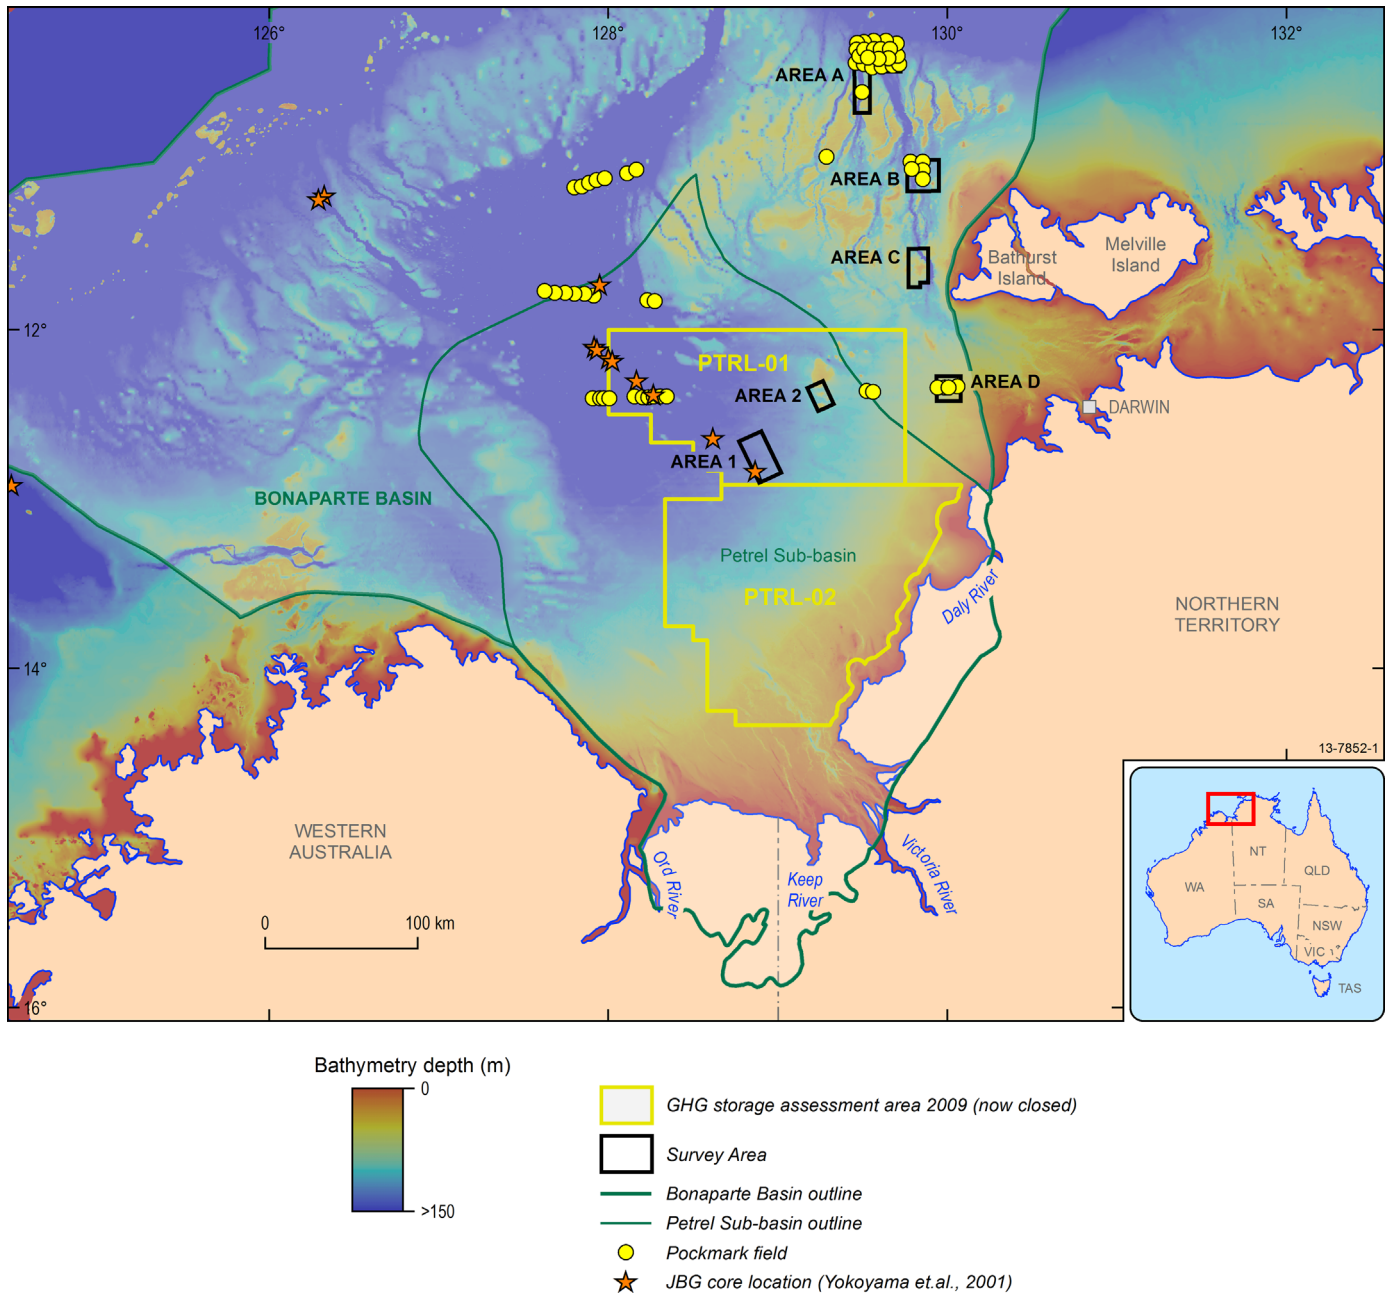 126°
128°
130°
132°
AREA A
AREA B
AREA C
Bathurst
Island
Melville
Island
12°
PTRL-01
AREA 2
AREA D
DARWIN
AREA 1
BONAPARTE BASIN
Petrel Sub-basin
PTRL-02
Daly River
NORTHERN
TERRITORY
14°
13-7852-1
WESTERN
AUSTRALIA
Ord River
Keep
River
Victoria River
0
100 km
16°
NT
QLD
WA
SA
NSW
VIC
TAS
Bathymetry depth (m)
0
>150
GHG storage assessment area 2009 (now closed)
Survey Area
Bonaparte Basin outline
Petrel Sub-basin outline
Pockmark field
JBG core location (Yokoyama et.al., 2001)